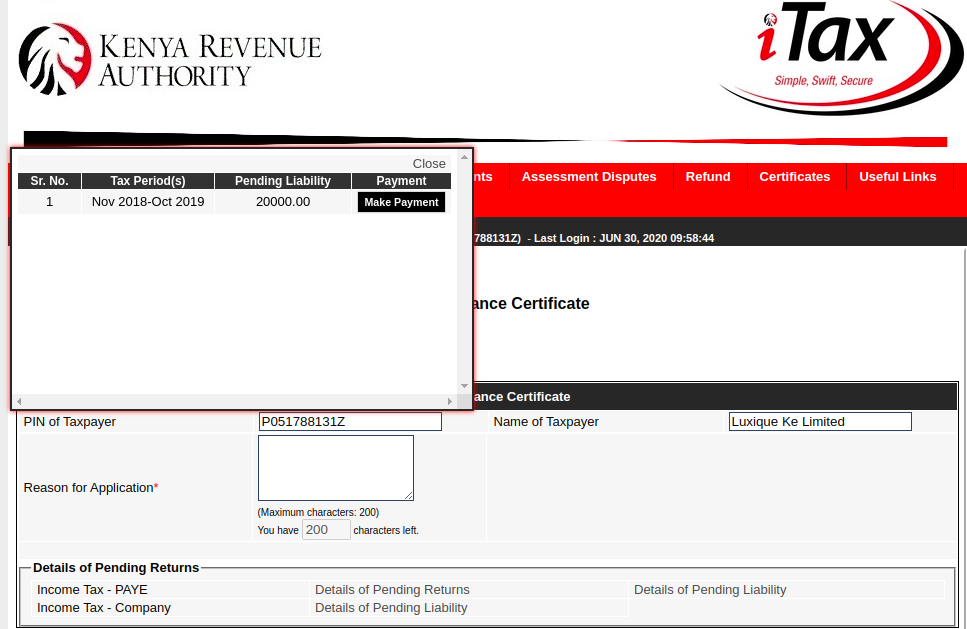 KENYA REVENUE
AUTHORITY
iTax
Simple, Swift, Secure
Close
Sr. No. Tax Period(s) Pending Liability Payment
1 Nov 2018-Oct 2019 20000.00 Make Payment
nts Assessment Disputes Refund Certificates Useful Links
788131Z) - Last Login : JUN 30, 2020 09:58:44
ance Certificate
ance Certificate
PIN of Taxpayer P051788131Z Name of Taxpayer Luxique Ke Limited
Reason for Application*
(Maximum characters: 200)
You have 200 characters left.
Details of Pending Returns
Income Tax - PAYE Details of Pending Returns Details of Pending Liability
Income Tax - Company Details of Pending Liability